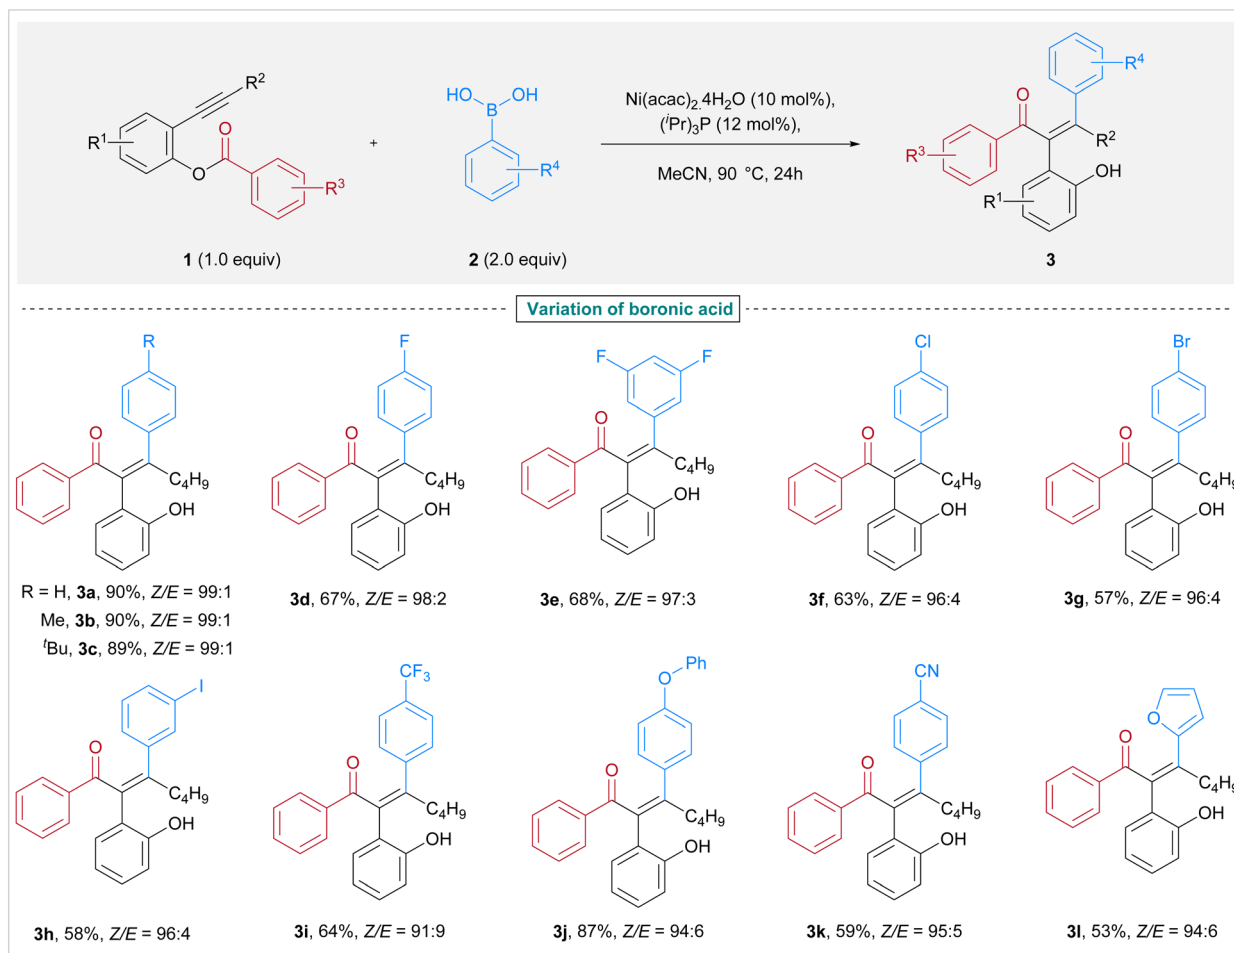 R2
R1
O
O
R3
+
HO OH
B
R4
Ni(acac)2.4H2O (10 mol%),
(iPr)3P (12 mol%),
MeCN, 90 °C, 24h
R4
O
R2
R3
OH
R1
1 (1.0 equiv)
2 (2.0 equiv)
3
Variation of boronic acid
R
O
C4H9
OH
R = H, 3a, 90%, Z/E = 99:1
Me, 3b, 90%, Z/E = 99:1
tBu, 3c, 89%, Z/E = 99:1
F
O
C4H9
OH
3d, 67%, Z/E = 98:2
F F
O
C4H9
OH
3e, 68%, Z/E = 97:3
Cl
O
C4H9
OH
3f, 63%, Z/E = 96:4
Br
O
C4H9
OH
3g, 57%, Z/E = 96:4
I
O
C4H9
OH
3h, 58%, Z/E = 96:4
CF3
O
C4H9
OH
3i, 64%, Z/E = 91:9
Ph
O
O
C4H9
OH
3j, 87%, Z/E = 94:6
CN
O
C4H9
OH
3k, 59%, Z/E = 95:5
O
O
C4H9
OH
3l, 53%, Z/E = 94:6